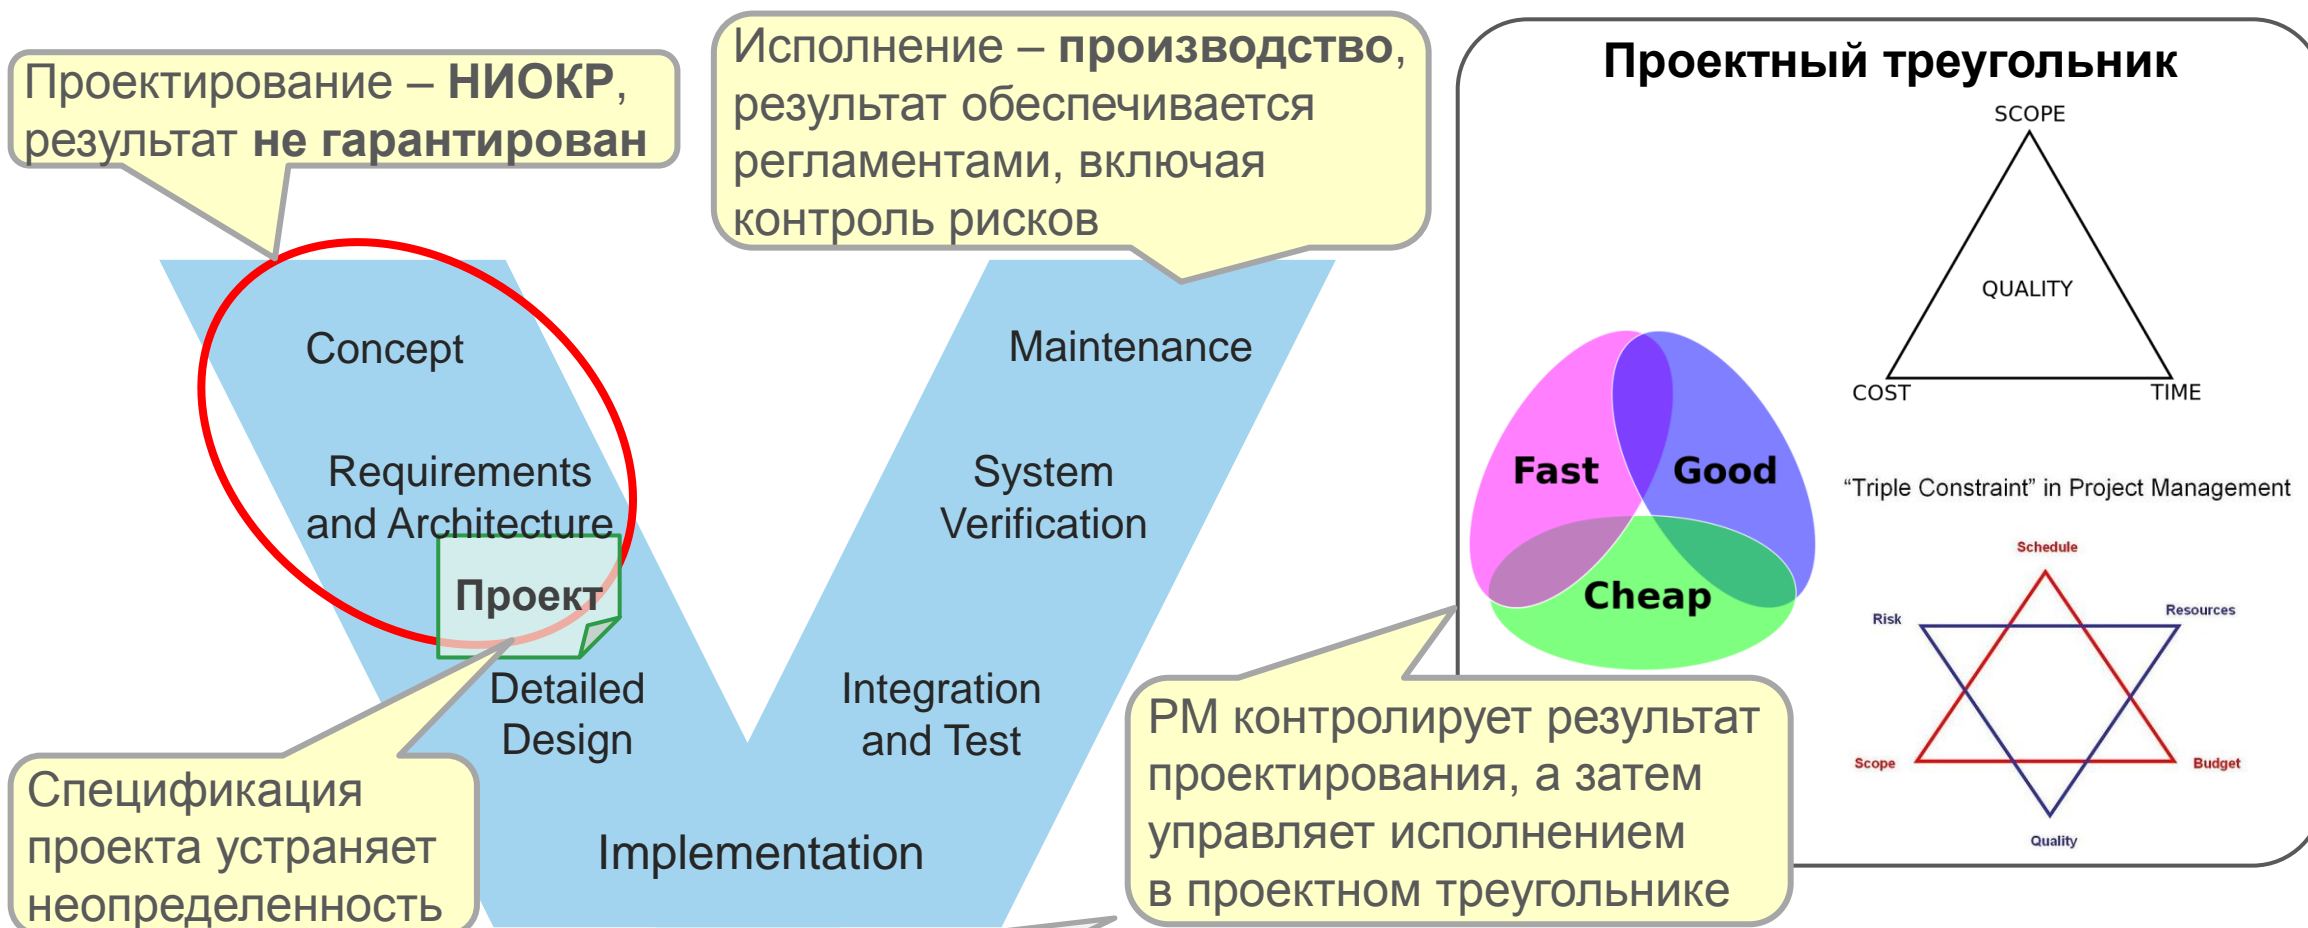 Проектирование – НИОКР,
результат не гарантирован
Исполнение – производство,
результат обеспечивается
регламентами, включая
контроль рисков
Concept
Requirements
and Architecture
Проект
Detailed
Design
Implementation
Integration
and Test
System
Verification
Maintenance
Спецификация
проекта устраняет
неопределенность
PM контролирует результат
проектирования, а затем
управляет исполнением
в проектном треугольнике
Проектный треугольник
SCOPE
QUALITY
COST
TIME
Fast
Good
Cheap
“Triple Constraint” in Project Management
Schedule
Risk
Resources
Scope
Budget
Quality